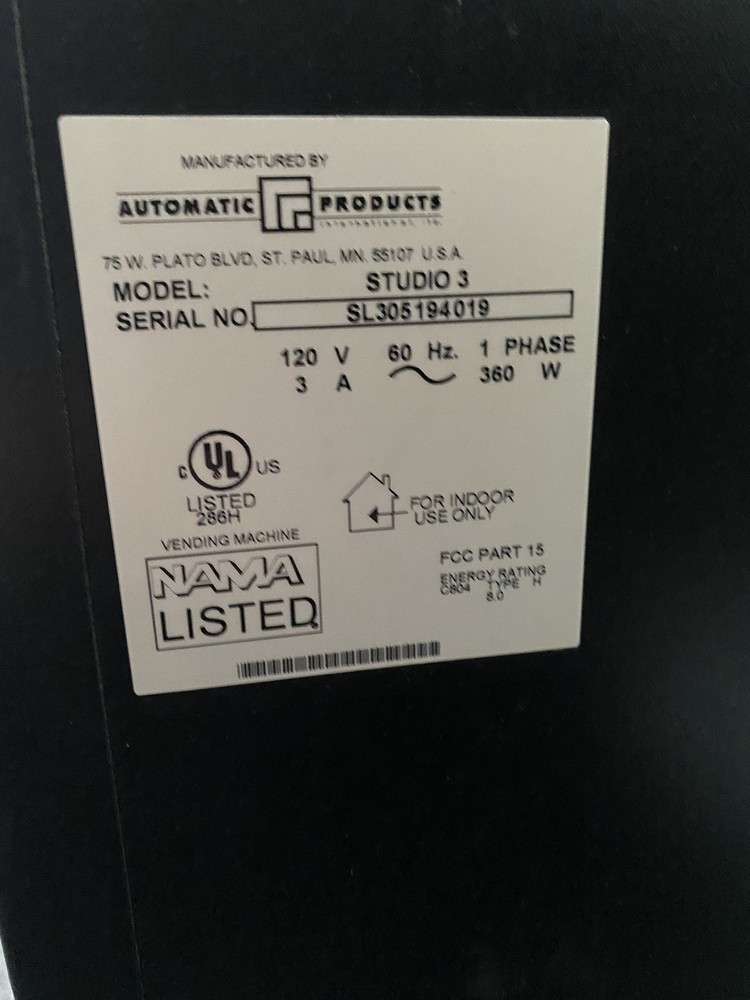 MANUFACTURED BY
AUTOMATIC PRODUCTS
international, inc.
75 W. PLATO BLVD, ST. PAUL, MN. 55107 U.S.A.
MODEL: STUDIO 3
SERIAL NO. SL305194019
120 V 60 Hz. 1 PHASE
3 A 360 W
C UL US
LISTED
286H
FOR INDOOR
USE ONLY
VENDING MACHINE
NAMA
LISTED
FCC PART 15
ENERGY RATING
C804 TYPE H
8.0